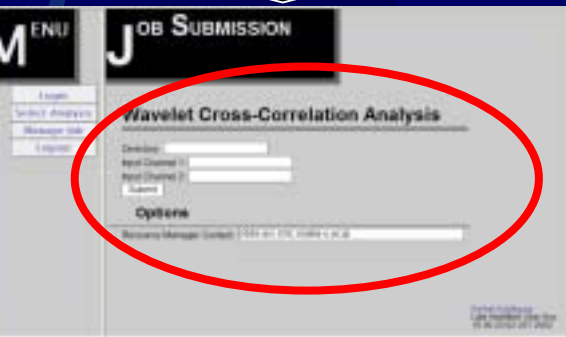 MENU
JOB SUBMISSION
Login
Select Analysis
Manage Job
Logout
Wavelet Cross-Correlation Analysis
Directory:
Input Channel 1:
Input Channel 2:
Submit
Options
Resource Manager Contact: